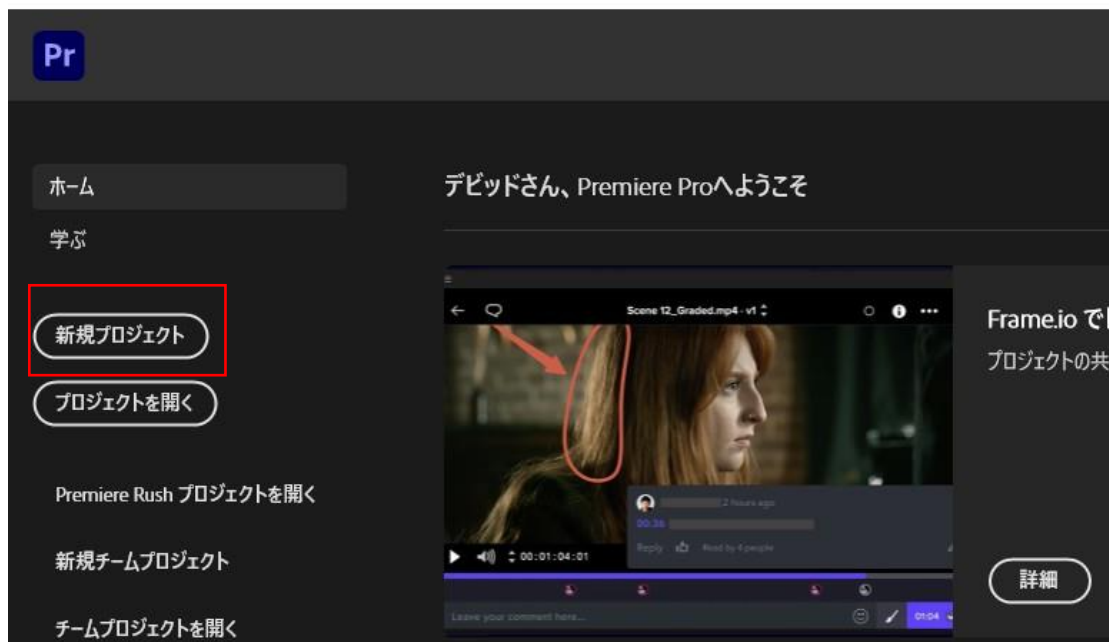 Pr
ホーム
学ぶ
新規プロジェクト
プロジェクトを開く
Premiere Rush プロジェクトを開く
新規チームプロジェクト
チームプロジェクトを開く
デビッドさん、Premiere Proへようこそ
Scene 12_Graded.mp4 - v1
2 hours ago
00:36
Reply
Read by 4 people
00:01:04:01
Leave your comment here...
01:04
Frame.io で
プロジェクトの共
詳細